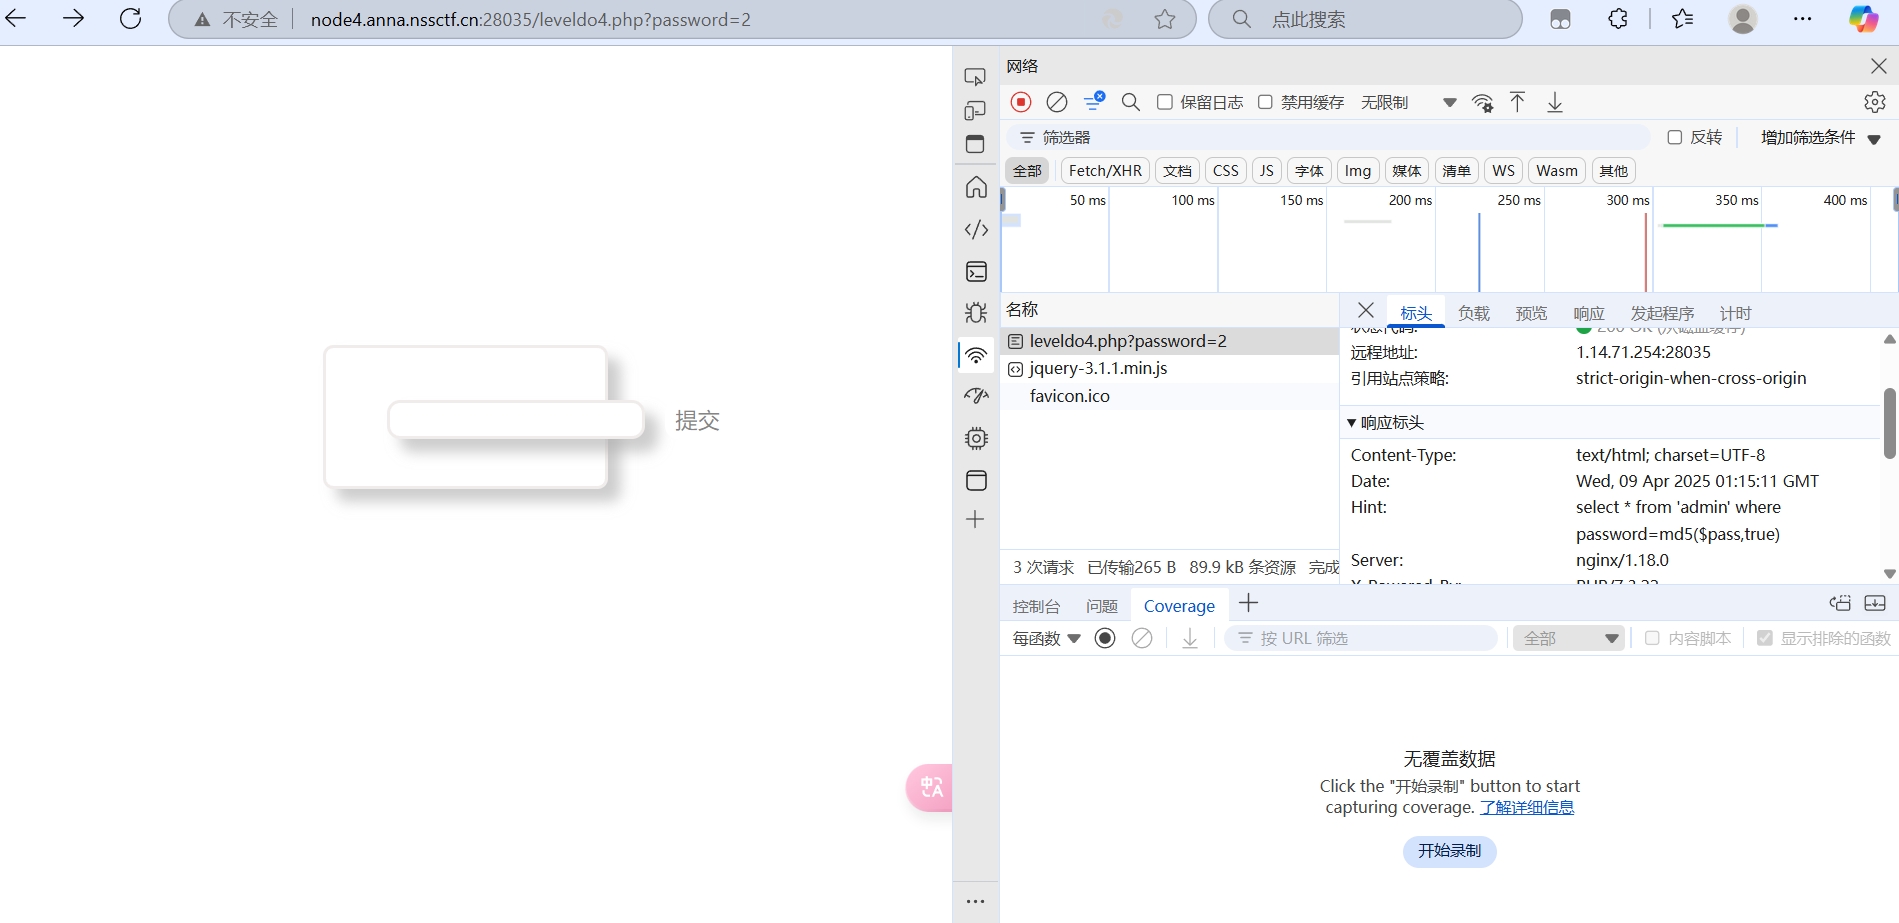 不安全 node4.anna.nssctf.cn:28035/leveldo4.php?password=2
点此搜索
网络
保留日志 禁用缓存 无限制
筛选器 反转 增加筛选条件
全部 Fetch/XHR 文档 CSS JS 字体 Img 媒体 清单 WS Wasm 其他
50 ms 100 ms 150 ms 200 ms 250 ms 300 ms 350 ms 400 ms
名称
leveldo4.php?password=2
jquery-3.1.1.min.js
favicon.ico
3 次请求 已传输265 B 89.9 kB 条资源 完成
标头 负载 预览 响应 发起程序 计时
状态代码: 200 OK (从磁盘缓存)
远程地址: 1.14.71.254:28035
引用站点策略: strict-origin-when-cross-origin
响应标头
Content-Type: text/html; charset=UTF-8
Date: Wed, 09 Apr 2025 01:15:11 GMT
Hint: select * from 'admin' where
password=md5($pass,true)
Server: nginx/1.18.0
提交
控制台 问题 Coverage
每函数 按 URL 筛选 全部 内容脚本 显示排除的函数
无覆盖数据
Click the "开始录制" button to start
capturing coverage. 了解详细信息
开始录制